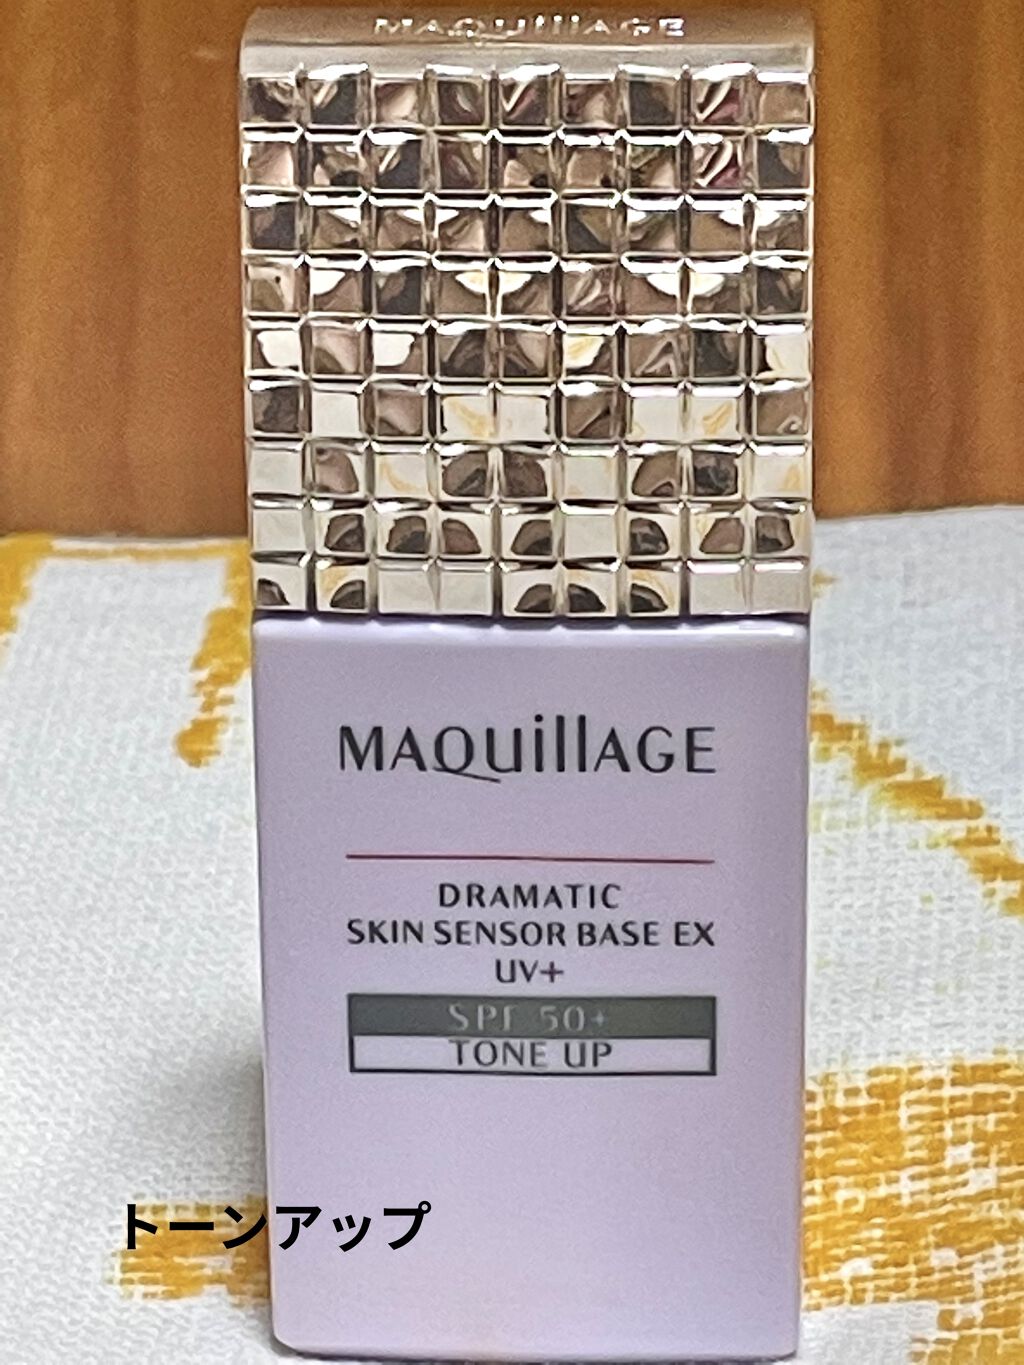 MAQuillAGE
MAQuillAGE
DRAMATIC
SKIN SENSOR BASE EX
UV+
SPF 50+
TONE UP
トーンアップ